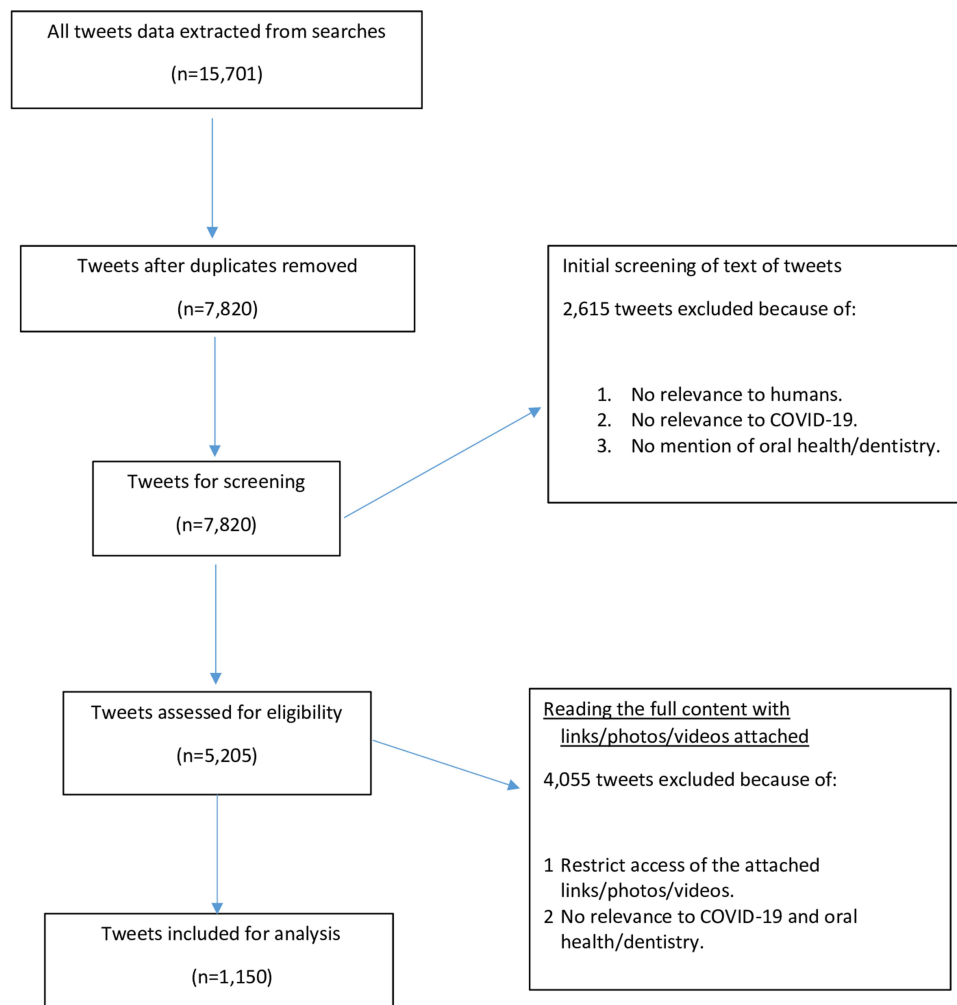 All tweets data extracted from searches
(n=15,701)
Tweets after duplicates removed
(n=7,820)
Initial screening of text of tweets
2,615 tweets excluded because of:
1. No relevance to humans.
2. No relevance to COVID-19.
3. No mention of oral health/dentistry.
Tweets for screening
(n=7,820)
Tweets assessed for eligibility
(n=5,205)
Reading the full content with
links/photos/videos attached
4,055 tweets excluded because of:
1 Restrict access of the attached
links/photos/videos.
2 No relevance to COVID-19 and oral
health/dentistry.
Tweets included for analysis
(n=1,150)